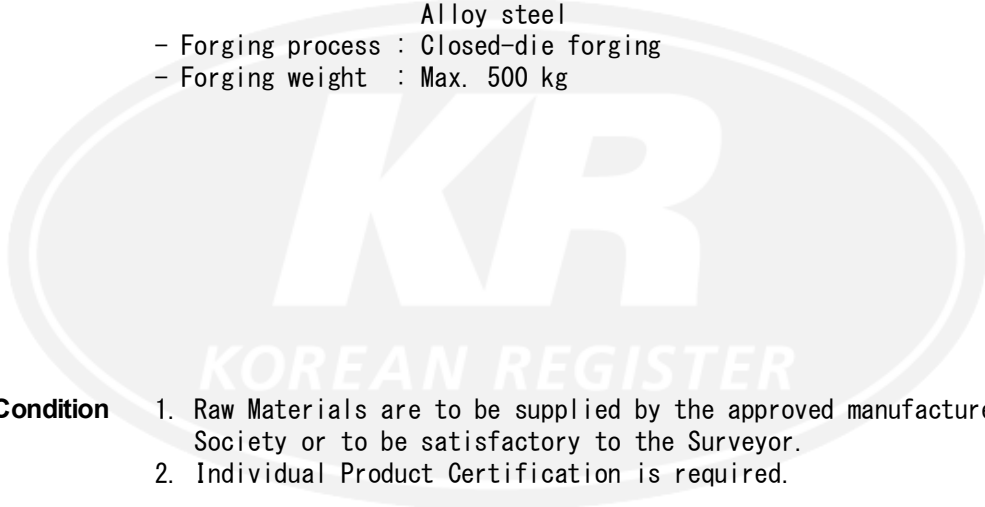 Alloy steel
- Forging process : Closed-die forging
- Forging weight : Max. 500 kg
KR
KOREAN REGISTER
Condition 1. Raw Materials are to be supplied by the approved manufacture
Society or to be satisfactory to the Surveyor.
2. Individual Product Certification is required.